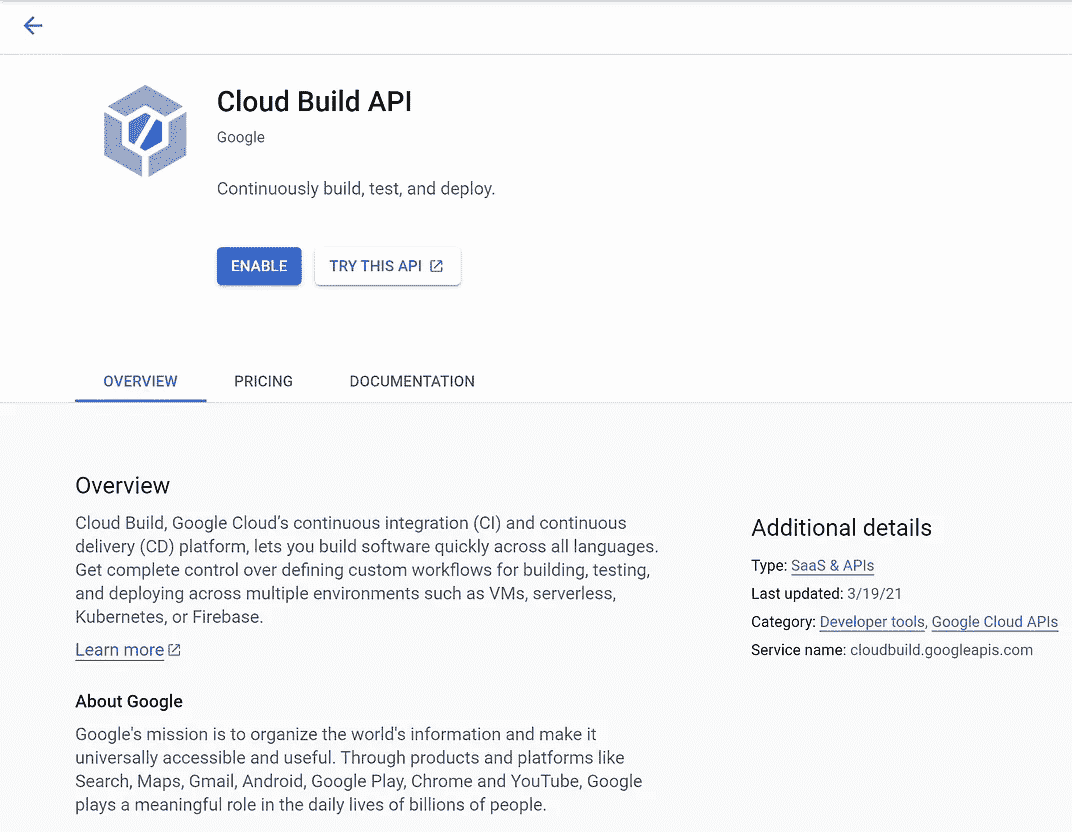 Cloud Build API
Google
Continuously build, test, and deploy.
ENABLE
TRY THIS API
OVERVIEW
PRICING
DOCUMENTATION
Overview
Cloud Build, Google Cloud’s continuous integration (CI) and continuous
delivery (CD) platform, lets you build software quickly across all languages.
Get complete control over defining custom workflows for building, testing,
and deploying across multiple environments such as VMs, serverless,
Kubernetes, or Firebase.
Learn more
About Google
Google's mission is to organize the world's information and make it
universally accessible and useful. Through products and platforms like
Search, Maps, Gmail, Android, Google Play, Chrome and YouTube, Google
plays a meaningful role in the daily lives of billions of people.
Additional details
Type: SaaS & APIs
Last updated: 3/19/21
Category: Developer tools, Google Cloud APIs
Service name: cloudbuild.googleapis.com